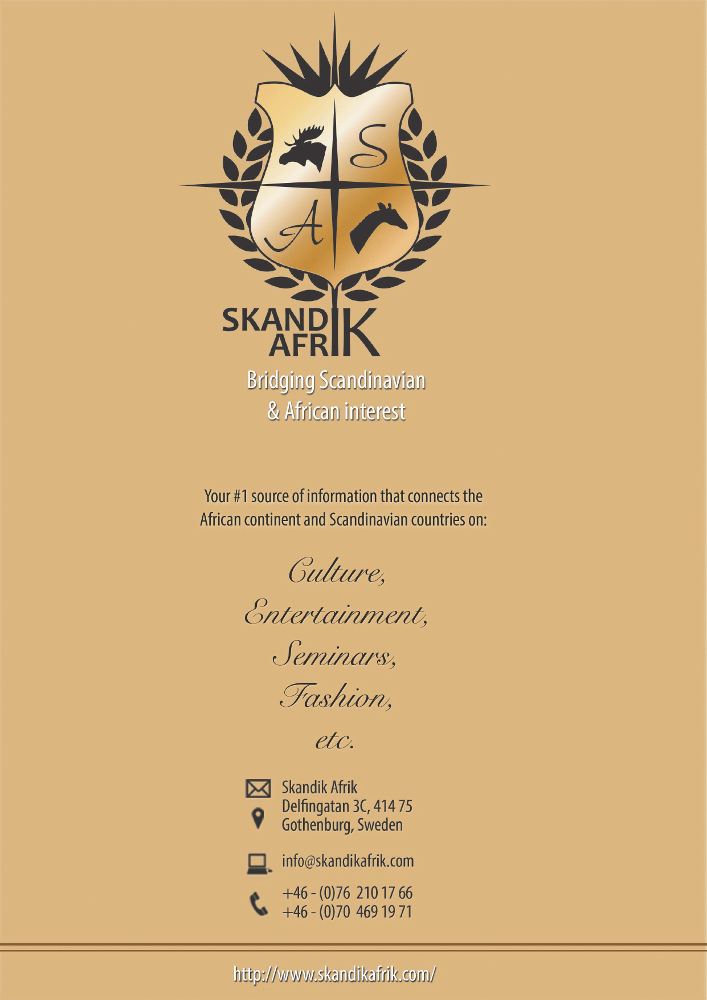 S
A
SKANDIK
AFRIK
Bridging Scandinavian
& African interest
Your #1 source of information that connects the
African continent and Scandinavian countries on:
Culture,
Entertainment,
Seminars,
Fashion,
etc.
Skandik Afrik
Delfingatan 3C, 414 75
Gothenburg, Sweden
info@skandikafrik.com
+46 - (0)76 210 17 66
+46 - (0)70 469 19 71
http://www.skandikafrik.com/